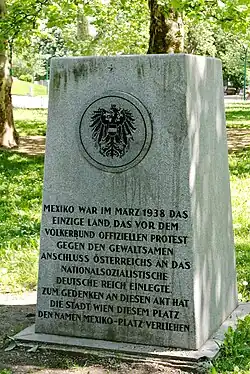 MEXIKO WAR IM MÄRZ 1938 DAS
EINZIGE LAND, DAS VOR DEM
VÖLKERBUND OFFIZIELLEN PROTEST
GEGEN DEN GEWALTSAMEN
ANSCHLUSS ÖSTERREICHS AN DAS
NATIONALSOZIALISTISCHE
DEUTSCHE REICH EINLEGTE.
ZUM GEDENKEN AN DIESEN AKT HAT
DIE STADT WIEN DIESEM PLATZ
DEN NAMEN MEXIKO-PLATZ VERLIEHEN